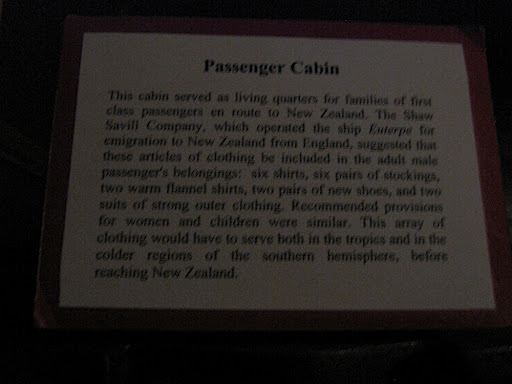 Passenger Cabin
This cabin served as living quarters for families of first
class passengers en route to New Zealand. The Shaw
Savill Company, which operated the ship Euterpe for
emigration to New Zealand from England, suggested that
these articles of clothing be included in the adult male
passenger's belongings: six shirts, six pairs of stockings,
two warm flannel shirts, two pairs of new shoes, and two
suits of strong outer clothing. Recommended provisions
for women and children were similar. This array of
clothing would have to serve both in the tropics and in the
colder regions of the southern hemisphere, before
reaching New Zealand.